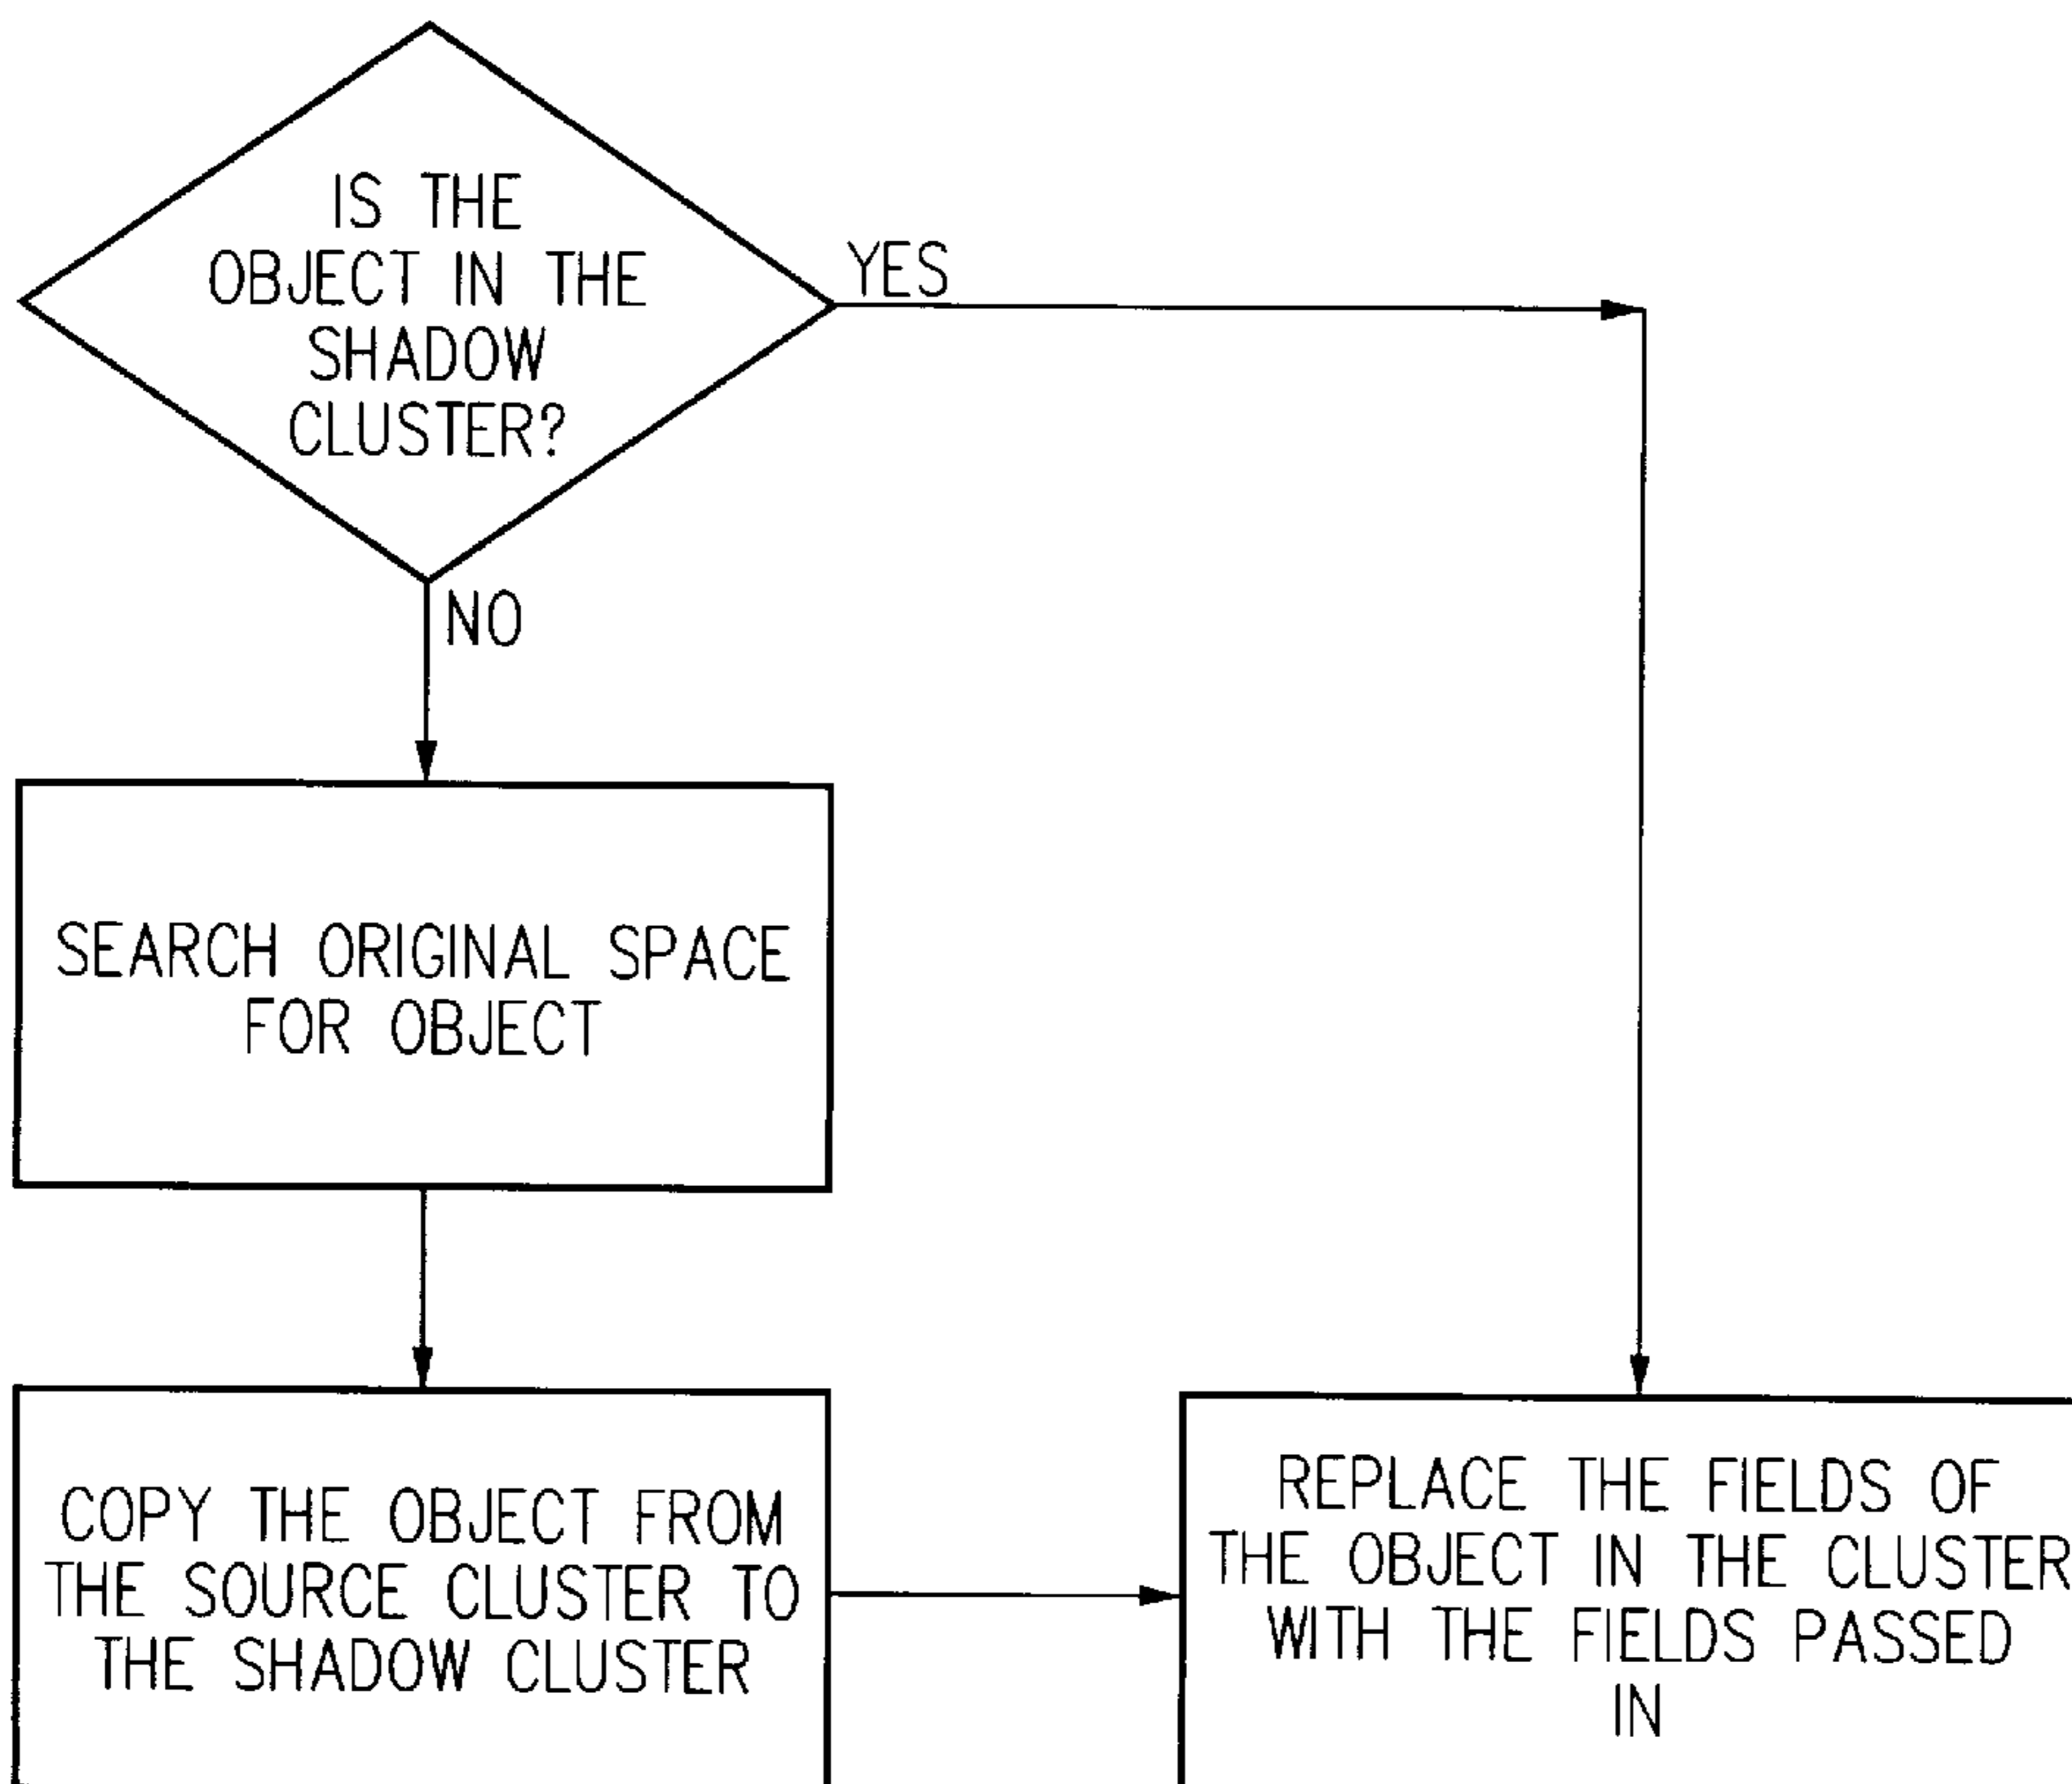 IS THE
OBJECT IN THE
SHADOW
CLUSTER?
YES
NO
SEARCH ORIGINAL SPACE
FOR OBJECT
COPY THE OBJECT FROM
THE SOURCE CLUSTER TO
THE SHADOW CLUSTER
REPLACE THE FIELDS OF
THE OBJECT IN THE CLUSTER
WITH THE FIELDS PASSED
IN